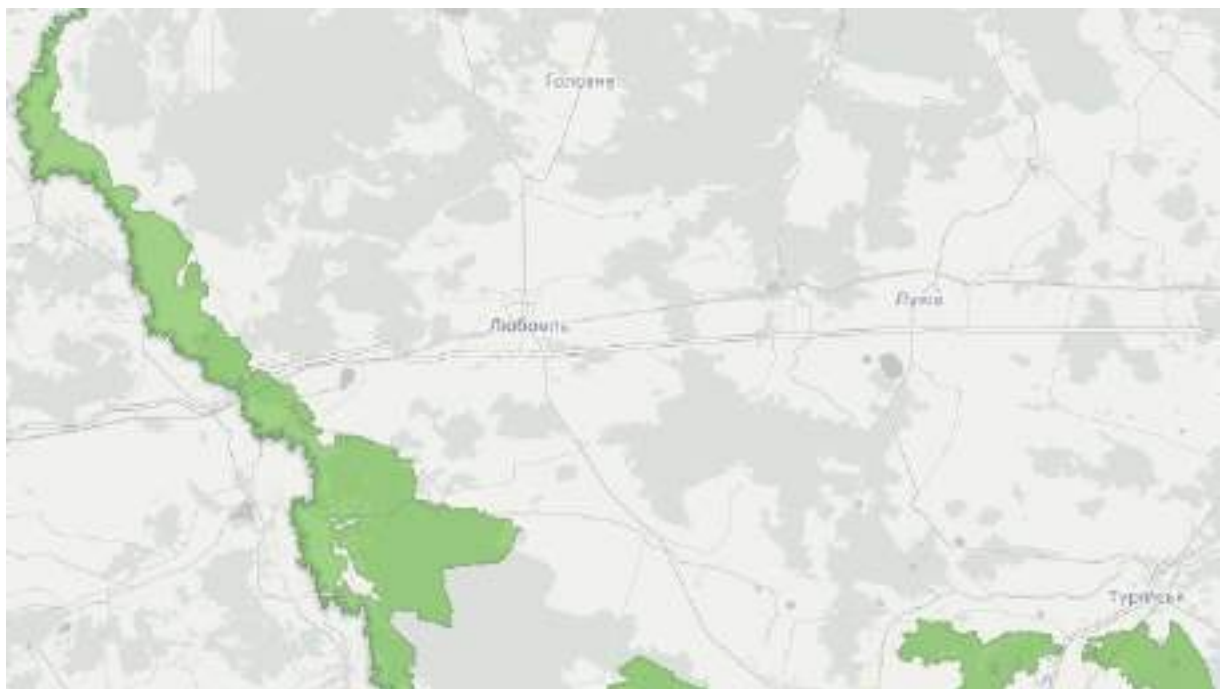 Головне
Любомль
Луків
Турійськ